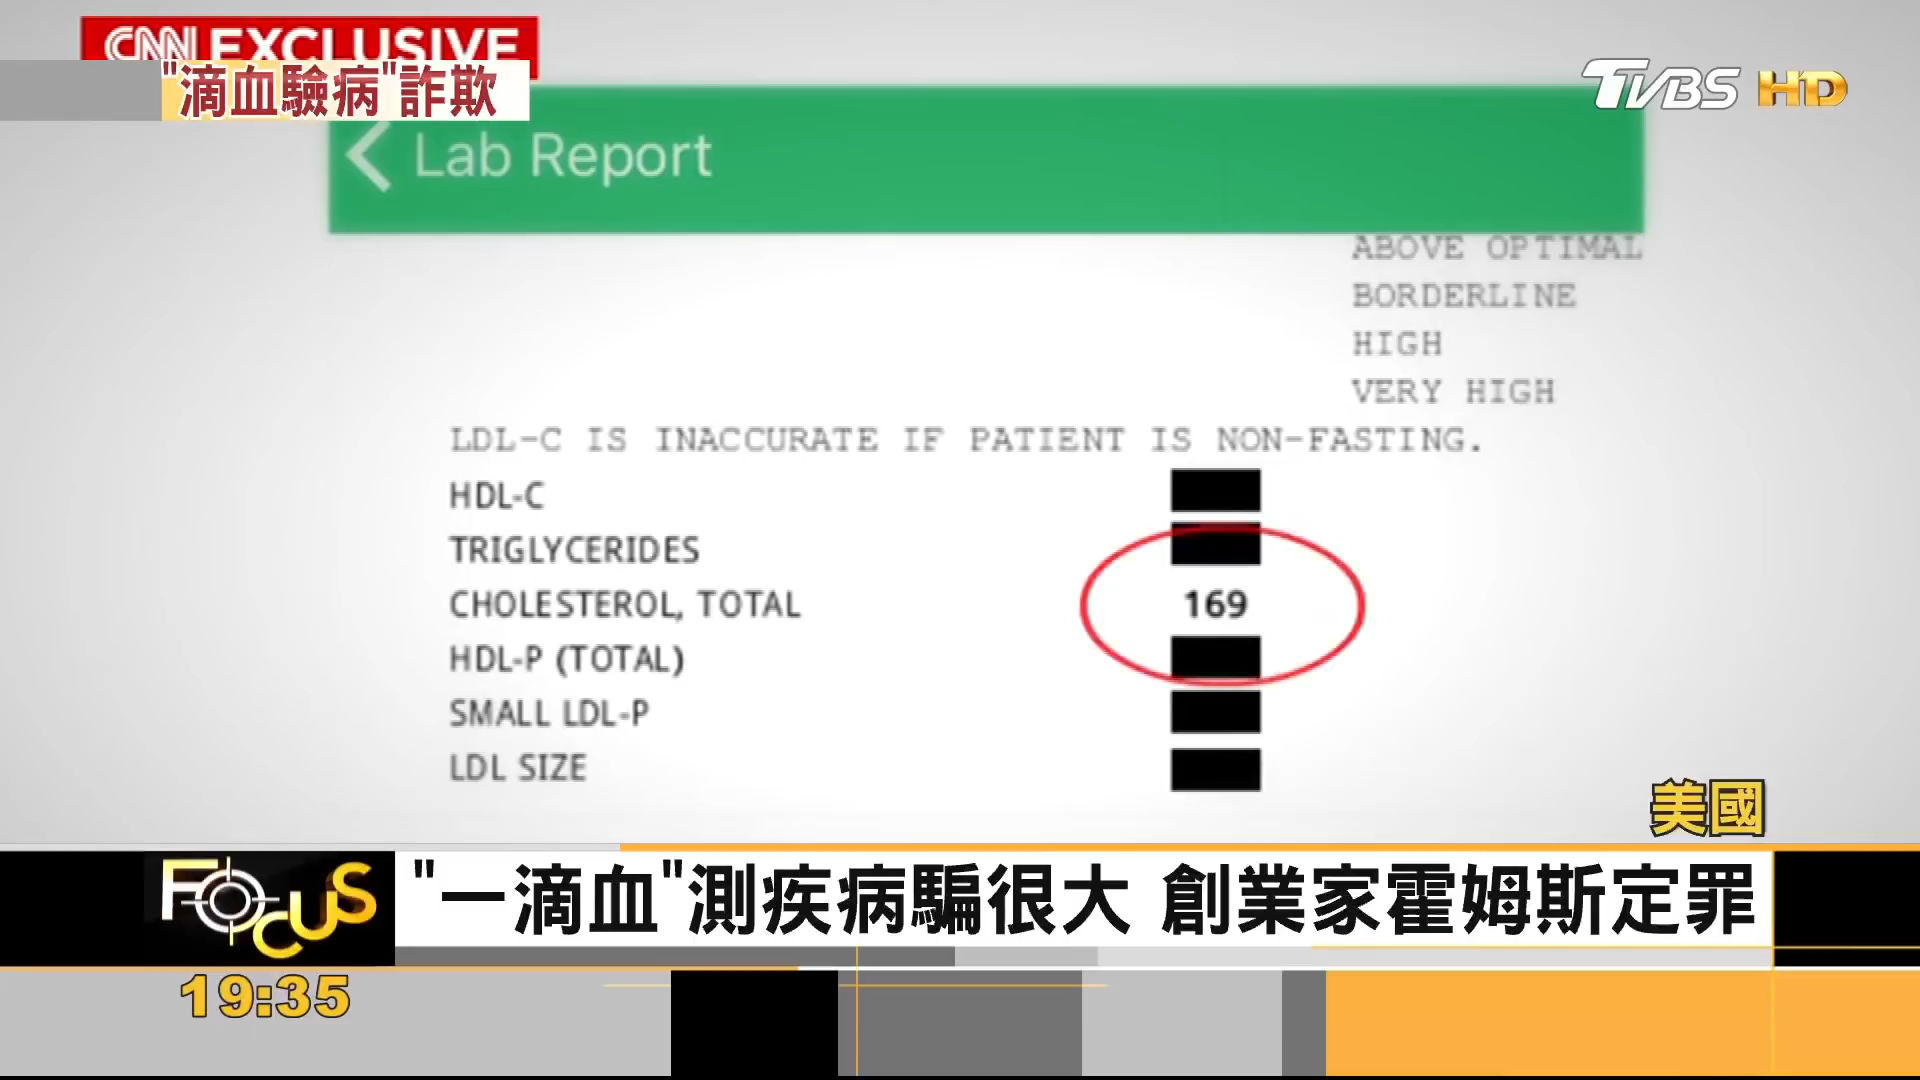 CNN EXCLUSIVE
"滴血驗病"詐欺
TVBS HD
Lab Report
ABOVE OPTIMAL
BORDERLINE
HIGH
VERY HIGH
LDL-C IS INACCURATE IF PATIENT IS NON-FASTING.
HDL-C
TRIGLYCERIDES
CHOLESTEROL, TOTAL 169
HDL-P (TOTAL)
SMALL LDL-P
LDL SIZE
美國
FOCUS
"一滴血"測疾病騙很大 創業家霍姆斯定罪
19:35